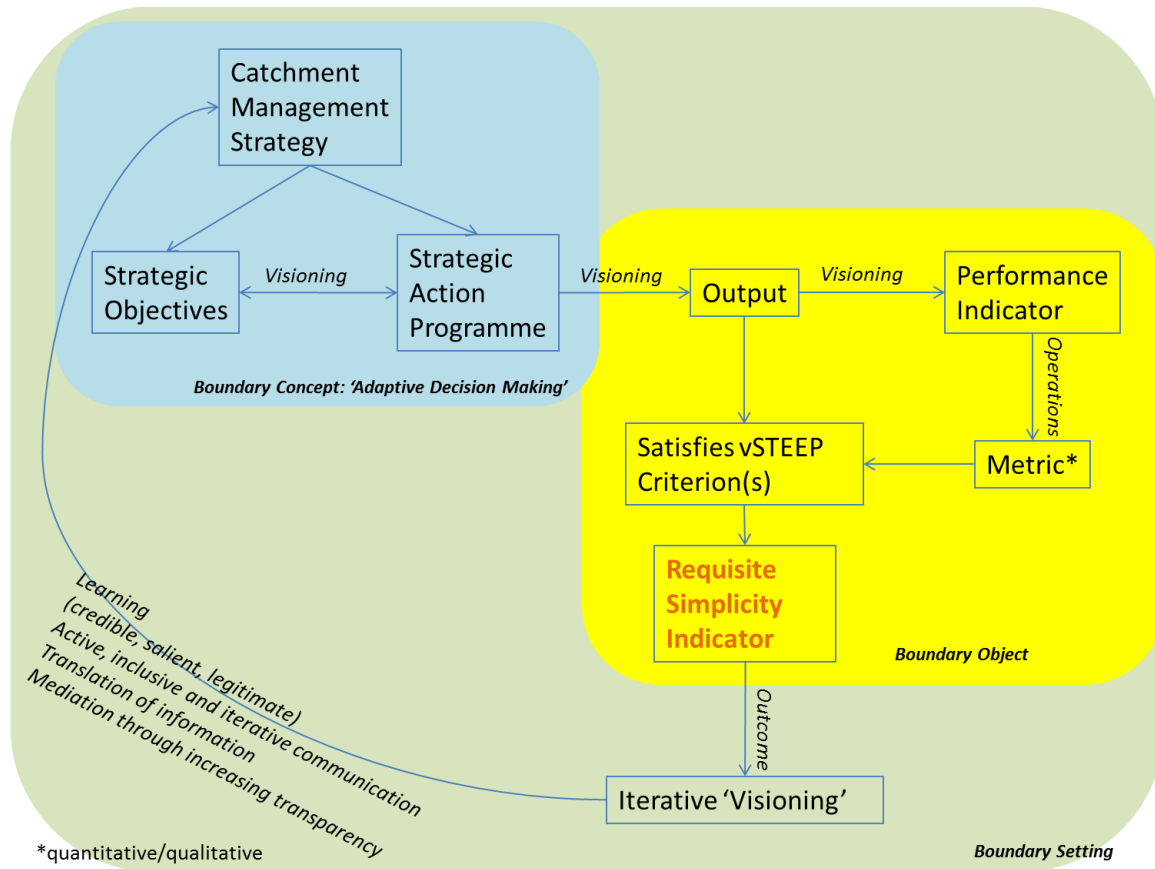 Catchment
Management
Strategy
Strategic
Objectives
Visioning
Strategic
Action
Programme
Visioning
Output
Visioning
Performance
Indicator
Boundary Concept: ‘Adaptive Decision Making’
Operations
Satisfies vSTEEP
Criterion(s)
Metric*
Requisite
Simplicity
Indicator
Boundary Object
Outcome
Learning
(credible, salient, legitimate)
Active, inclusive and iterative communication
Translation of information
Mediation through increasing transparency
Iterative ‘Visioning’
*quantitative/qualitative
Boundary Setting